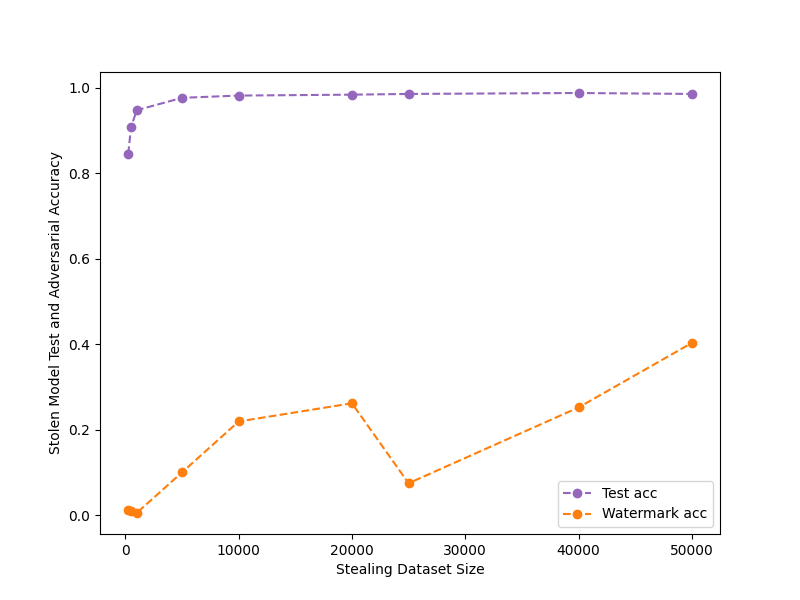 1.0
0.8
0.6
0.4
0.2
0.0
Stolen Model Test and Adversarial Accuracy
Test acc
Watermark acc
0 10000 20000 30000 40000 50000
Stealing Dataset Size